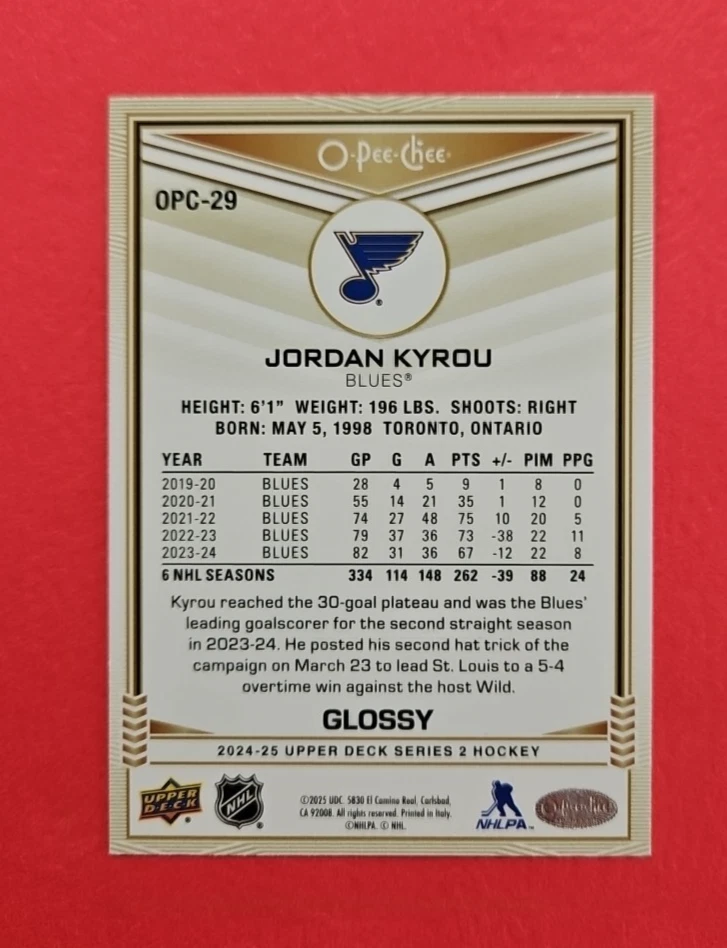 O-Pee-Chee
OPC-29
JORDAN KYROU
BLUES®
HEIGHT: 6'1" WEIGHT: 196 LBS. SHOOTS: RIGHT
BORN: MAY 5, 1998 TORONTO, ONTARIO
YEAR TEAM GP G A PTS +/- PIM PPG
2019-20 BLUES 28 4 5 9 1 8 0
2020-21 BLUES 55 14 21 35 1 12 0
2021-22 BLUES 74 27 48 75 10 20 5
2022-23 BLUES 79 37 36 73 -38 22 11
2023-24 BLUES 82 31 36 67 -12 22 8
6 NHL SEASONS 334 114 148 262 -39 88 24
Kyrou reached the 30-goal plateau and was the Blues'
leading goalscorer for the second straight season
in 2023-24. He posted his second hat trick of the
campaign on March 23 to lead St. Louis to a 5-4
overtime win against the host Wild.
GLOSSY
2024-25 UPPER DECK SERIES 2 HOCKEY
UPPER
D·E·C·K
NHL
©2025 UDC. 5830 El Camino Real, Carlsbad,
CA 92008. All rights reserved. Printed in Italy.
©NHLPA. © NHL.
NHLPA™